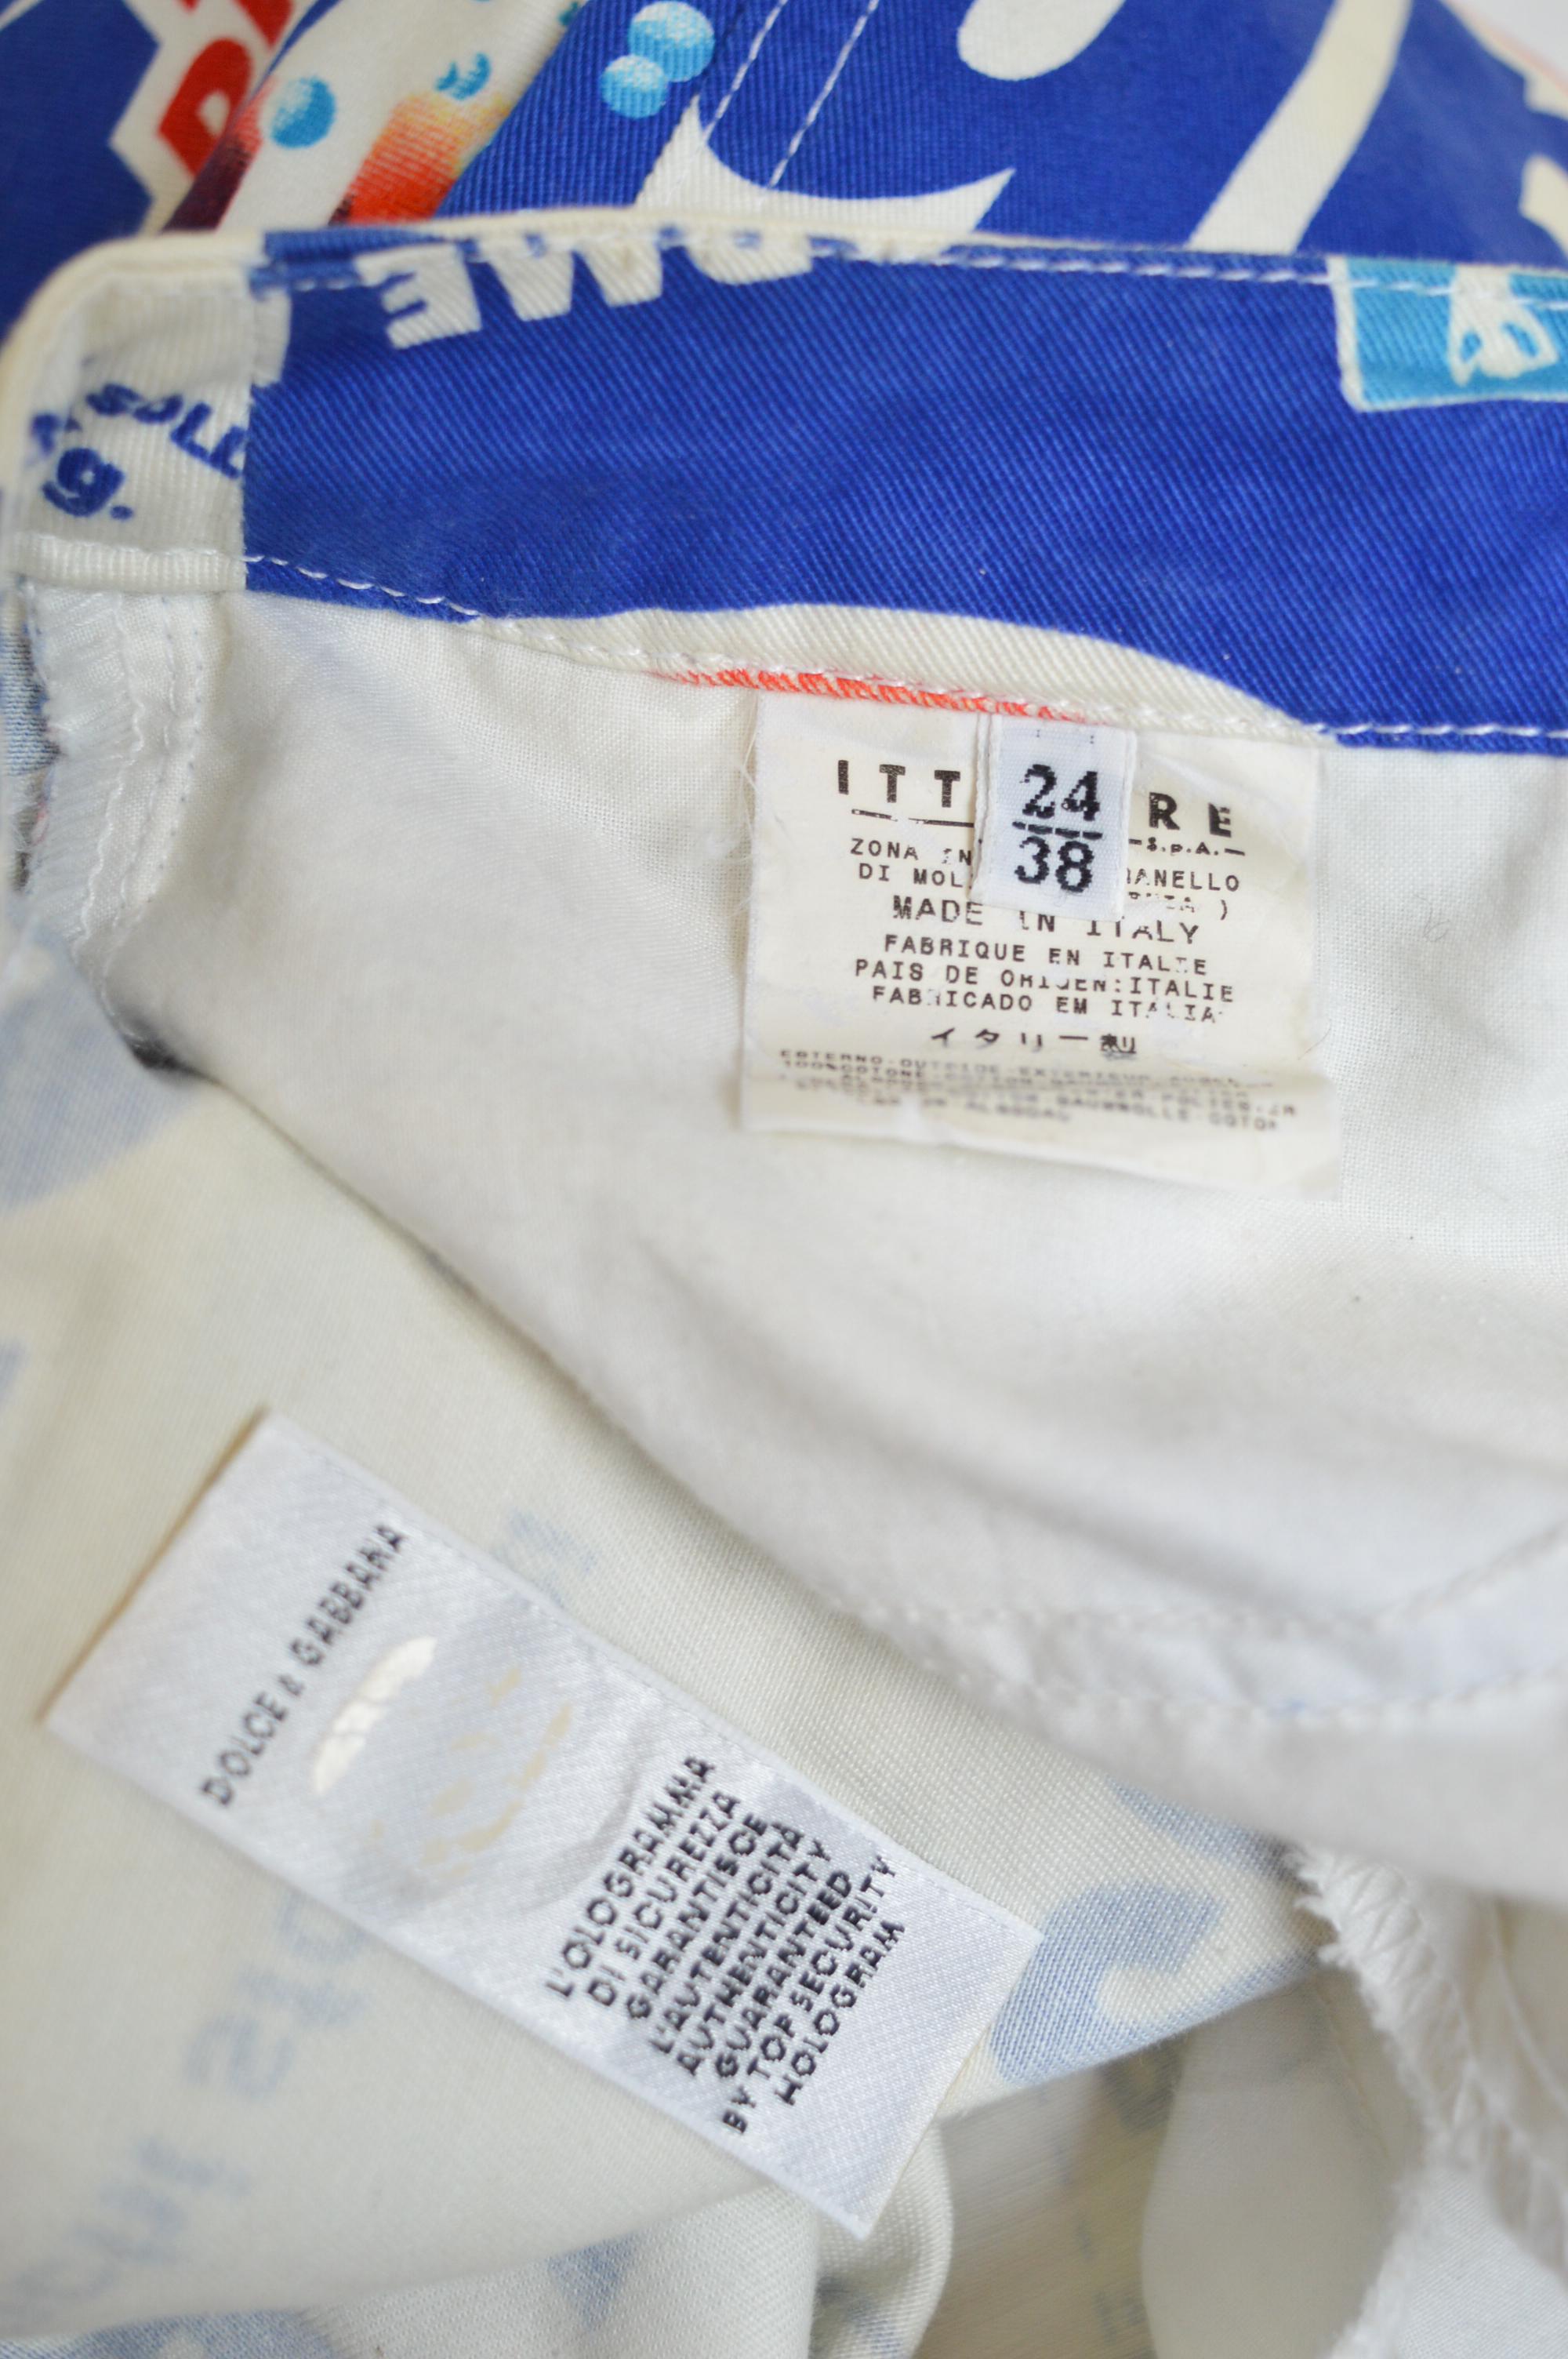 SOLU
g.
ITT RE
24
38
S.p.A.
ZONA IN
DI MOL ANELLO
MADE IN ITALY
FABRIQUE EN ITALIE
PAIS DE ORIGEN:ITALIE
FABRICADO EM ITALIA
イタリー製
DOLCE & GABBANA
L'OLOGRAMMA
DI SICUREZZA
GARANTISCE
L'AUTENTICITÀ
AUTHENTICITY
GUARANTEED
BY TOP SECURITY
HOLOGRAM